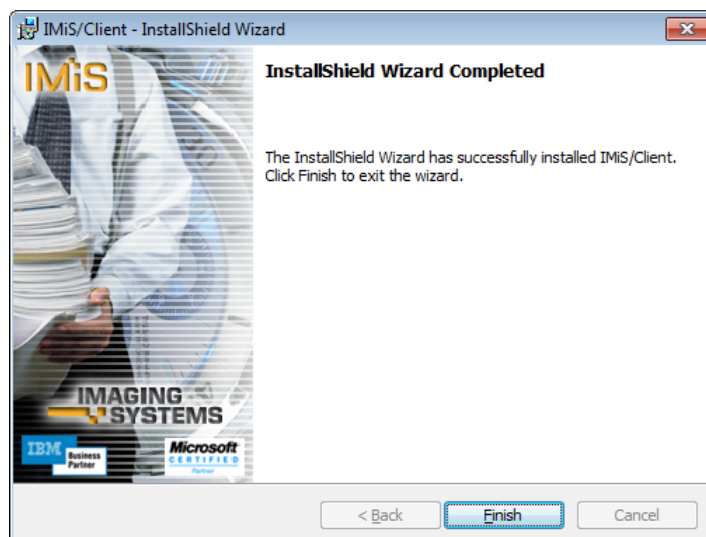 IMiS/Client - InstallShield Wizard
IMiS
InstallShield Wizard Completed
The InstallShield Wizard has successfully installed IMiS/Client.
Click Finish to exit the wizard.
IMAGING
SYSTEMS
IBM Business
Partner
Microsoft
CERTIFIED
Partner
< Back
Finish
Cancel